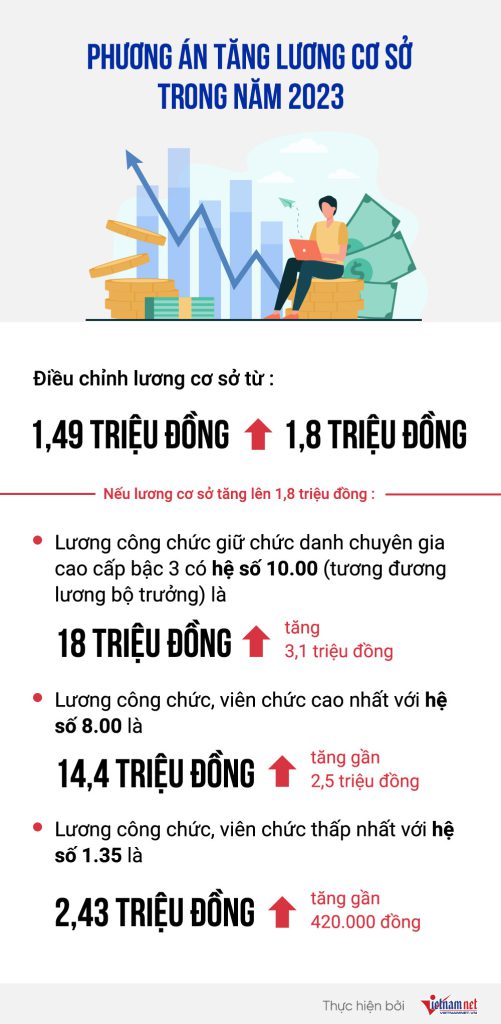 PHƯƠNG ÁN TĂNG LƯƠNG CƠ SỞ
TRONG NĂM 2023
Điều chỉnh lương cơ sở từ :
1,49 TRIỆU ĐỒNG 1,8 TRIỆU ĐỒNG
Nếu lương cơ sở tăng lên 1,8 triệu đồng :
Lương công chức giữ chức danh chuyên gia
cao cấp bậc 3 có hệ số 10.00 (tương đương
lương bộ trưởng) là
18 TRIỆU ĐỒNG
tăng
3,1 triệu đồng
Lương công chức, viên chức cao nhất với hệ
số 8.00 là
14,4 TRIỆU ĐỒNG
tăng gần
2,5 triệu đồng
Lương công chức, viên chức thấp nhất với hệ
số 1.35 là
2,43 TRIỆU ĐỒNG
tăng gần
420.000 đồng
Thực hiện bởi
Vietnamnet
VIETNAMNET.VN